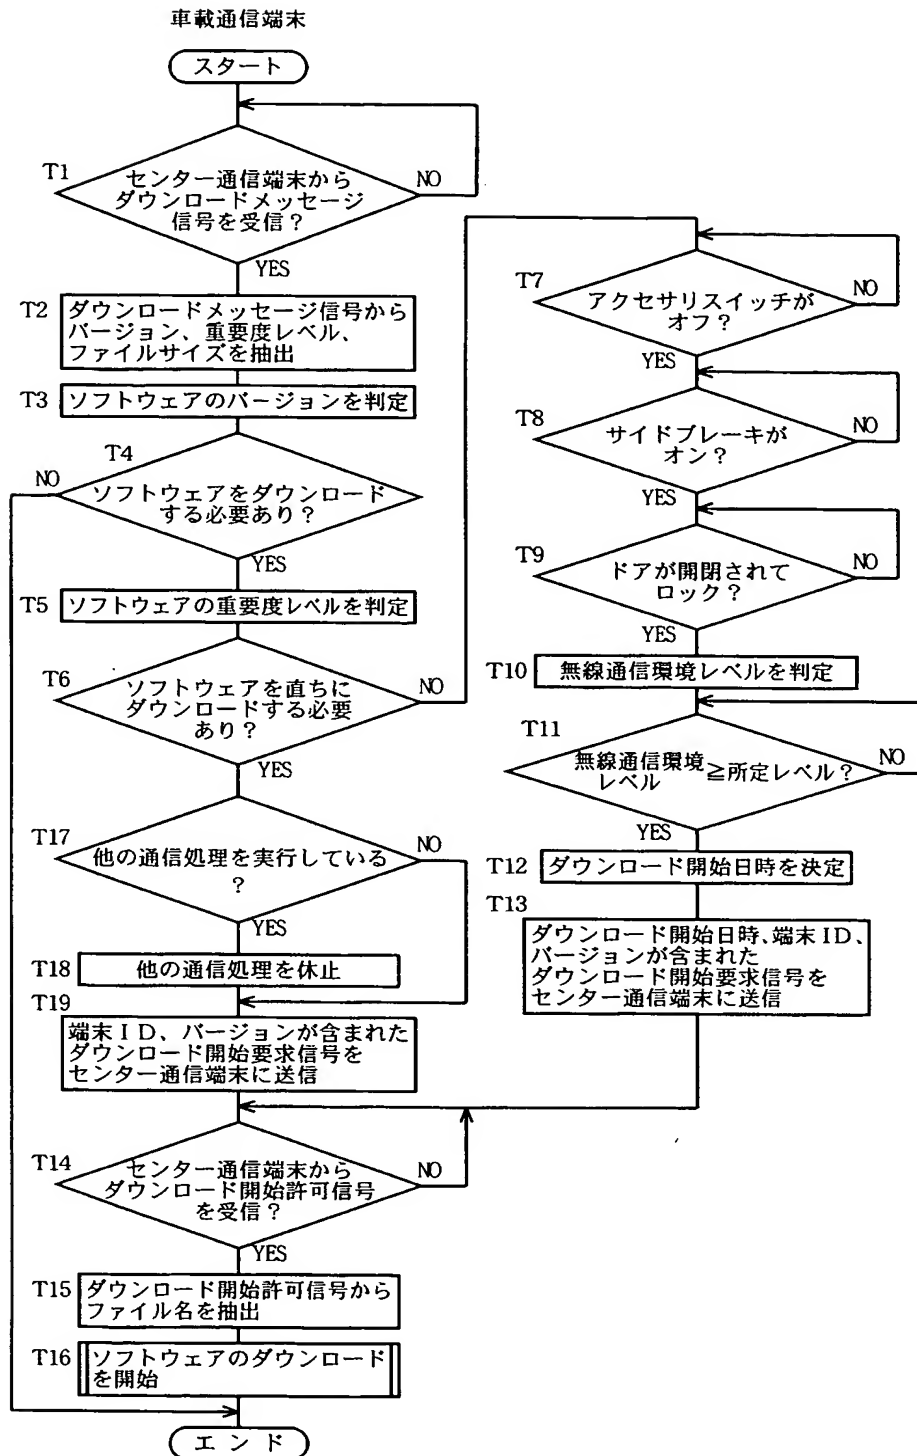 車載通信端末
スタート
T1
センター通信端末から
ダウンロードメッセージ
信号を受信？
NO
YES
T2
ダウンロードメッセージ信号から
バージョン、重要度レベル、
ファイルサイズを抽出
T3
ソフトウェアのバージョンを判定
T4
NO
ソフトウェアをダウンロード
する必要あり？
YES
T5
ソフトウェアの重要度レベルを判定
T6
ソフトウェアを直ちに
ダウンロードする必要
あり？
NO
YES
T17
他の通信処理を実行している
？
NO
YES
T18
他の通信処理を休止
T19
端末ID、バージョンが含まれた
ダウンロード開始要求信号を
センター通信端末に送信
T7
アクセサリスイッチが
オフ？
NO
YES
T8
サイドブレーキが
オン？
NO
YES
T9
ドアが開閉されて
ロック？
NO
YES
T10
無線通信環境レベルを判定
T11
無線通信環境
レベル
≧所定レベル？
NO
YES
T12
ダウンロード開始日時を決定
T13
ダウンロード開始日時、端末ID、
バージョンが含まれた
ダウンロード開始要求信号を
センター通信端末に送信
T14
センター通信端末から
ダウンロード開始許可信号
を受信？
NO
YES
T15
ダウンロード開始許可信号から
ファイル名を抽出
T16
ソフトウェアのダウンロード
を開始
エンド